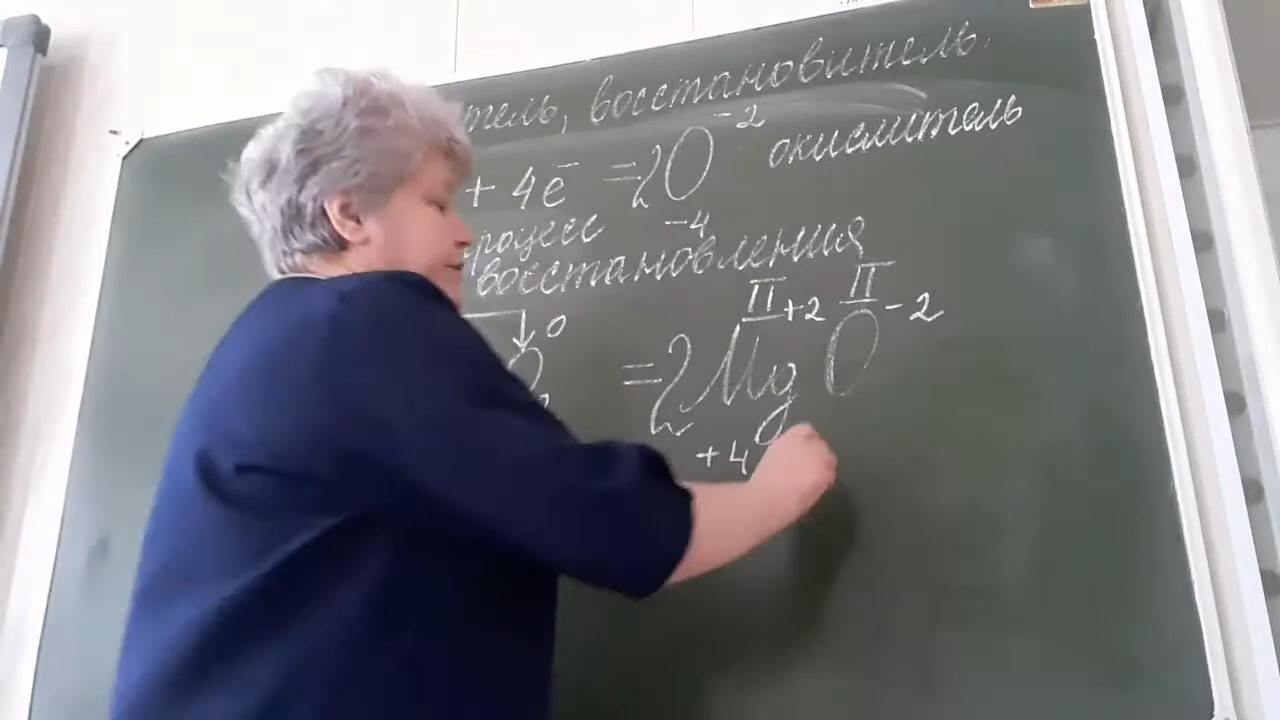 тель, восстановитель.
+ 4e⁻ = 2O⁻² окислитель
процесс -4
восстановления
II +2 II -2
0
= 2MgO
+4